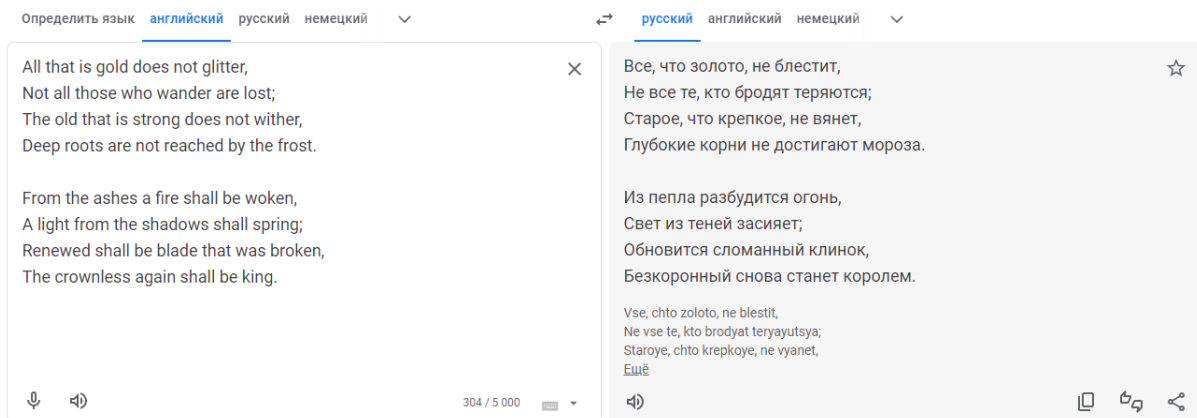 Определить язык английский русский немецкий
русский английский немецкий
All that is gold does not glitter,
Not all those who wander are lost;
The old that is strong does not wither,
Deep roots are not reached by the frost.
From the ashes a fire shall be woken,
A light from the shadows shall spring;
Renewed shall be blade that was broken,
The crownless again shall be king.
304 / 5 000
Все, что золото, не блестит,
Не все те, кто бродят теряются;
Старое, что крепкое, не вянет,
Глубокие корни не достигают мороза.
Из пепла разбудится огонь,
Свет из теней засияет;
Обновится сломанный клинок,
Безкоронный снова станет королем.
Vse, chto zoloto, ne blestit,
Ne vse te, kto brodyat teryayutsya;
Staroye, chto krepkoye, ne vyanet,
Ещё